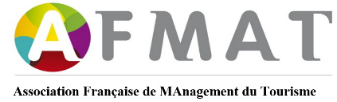 AFMAT
Association Française de MAnagement du Tourisme